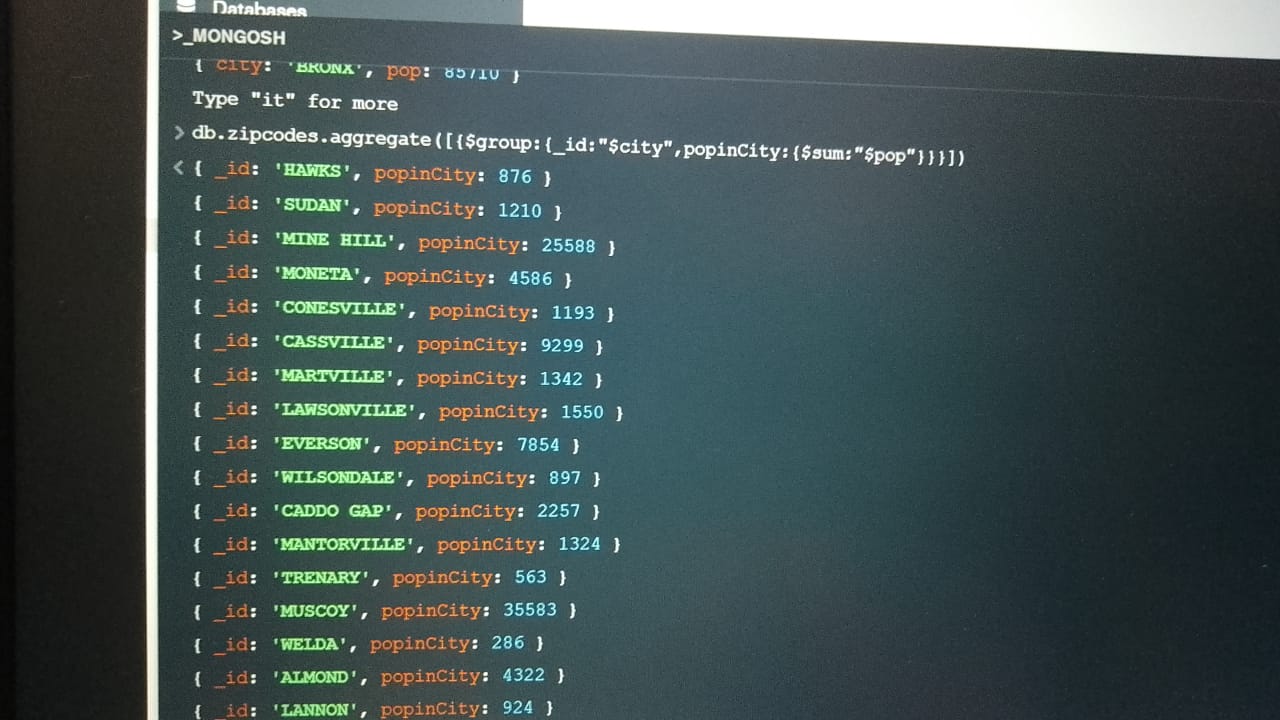 Databases
>_MONGOSH
{ city: 'BRONX', pop: 85710 }
Type "it" for more
> db.zipcodes.aggregate([{$group:{_id:"$city",popinCity:{$sum:"$pop"}}}])
< { _id: 'HAWKS', popinCity: 876 }
{ _id: 'SUDAN', popinCity: 1210 }
{ _id: 'MINE HILL', popinCity: 25588 }
{ _id: 'MONETA', popinCity: 4586 }
{ _id: 'CONESVILLE', popinCity: 1193 }
{ _id: 'CASSVILLE', popinCity: 9299 }
{ _id: 'MARTVILLE', popinCity: 1342 }
{ _id: 'LAWSONVILLE', popinCity: 1550 }
{ _id: 'EVERSON', popinCity: 7854 }
{ _id: 'WILSONDALE', popinCity: 897 }
{ _id: 'CADDO GAP', popinCity: 2257 }
{ _id: 'MANTORVILLE', popinCity: 1324 }
{ _id: 'TRENARY', popinCity: 563 }
{ _id: 'MUSCOY', popinCity: 35583 }
{ _id: 'WELDA', popinCity: 286 }
{ _id: 'ALMOND', popinCity: 4322 }
{ _id: 'LANNON', popinCity: 924 }